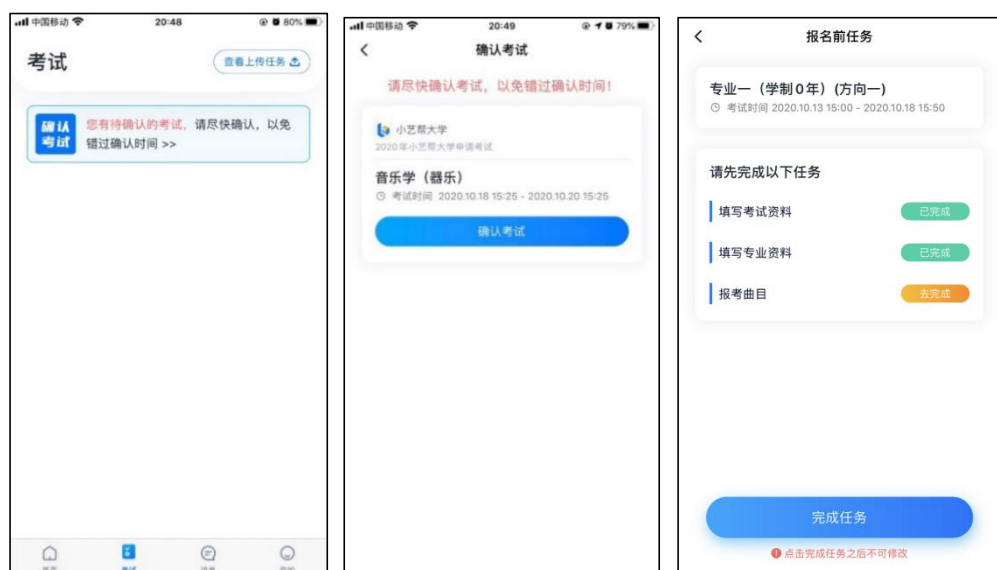 中国移动
20:48
80%
考试
查看上传任务
确认
考试
您有待确认的考试, 请尽快确认, 以免
错过确认时间 >>
中国移动
20:49
79%
确认考试
请尽快确认考试, 以免错过确认时间!
小艺帮大学
2020年小艺帮大学申请考试
音乐学（器乐）
考试时间 2020.10.18 15:25 - 2020.10.20 15:25
确认考试
报名前任务
专业一（学制0年）(方向一)
考试时间 2020.10.13 15:00 - 2020.10.18 15:50
请先完成以下任务
填写考试资料 已完成
填写专业资料 已完成
报考曲目 去完成
完成任务
点击完成任务之后不可修改